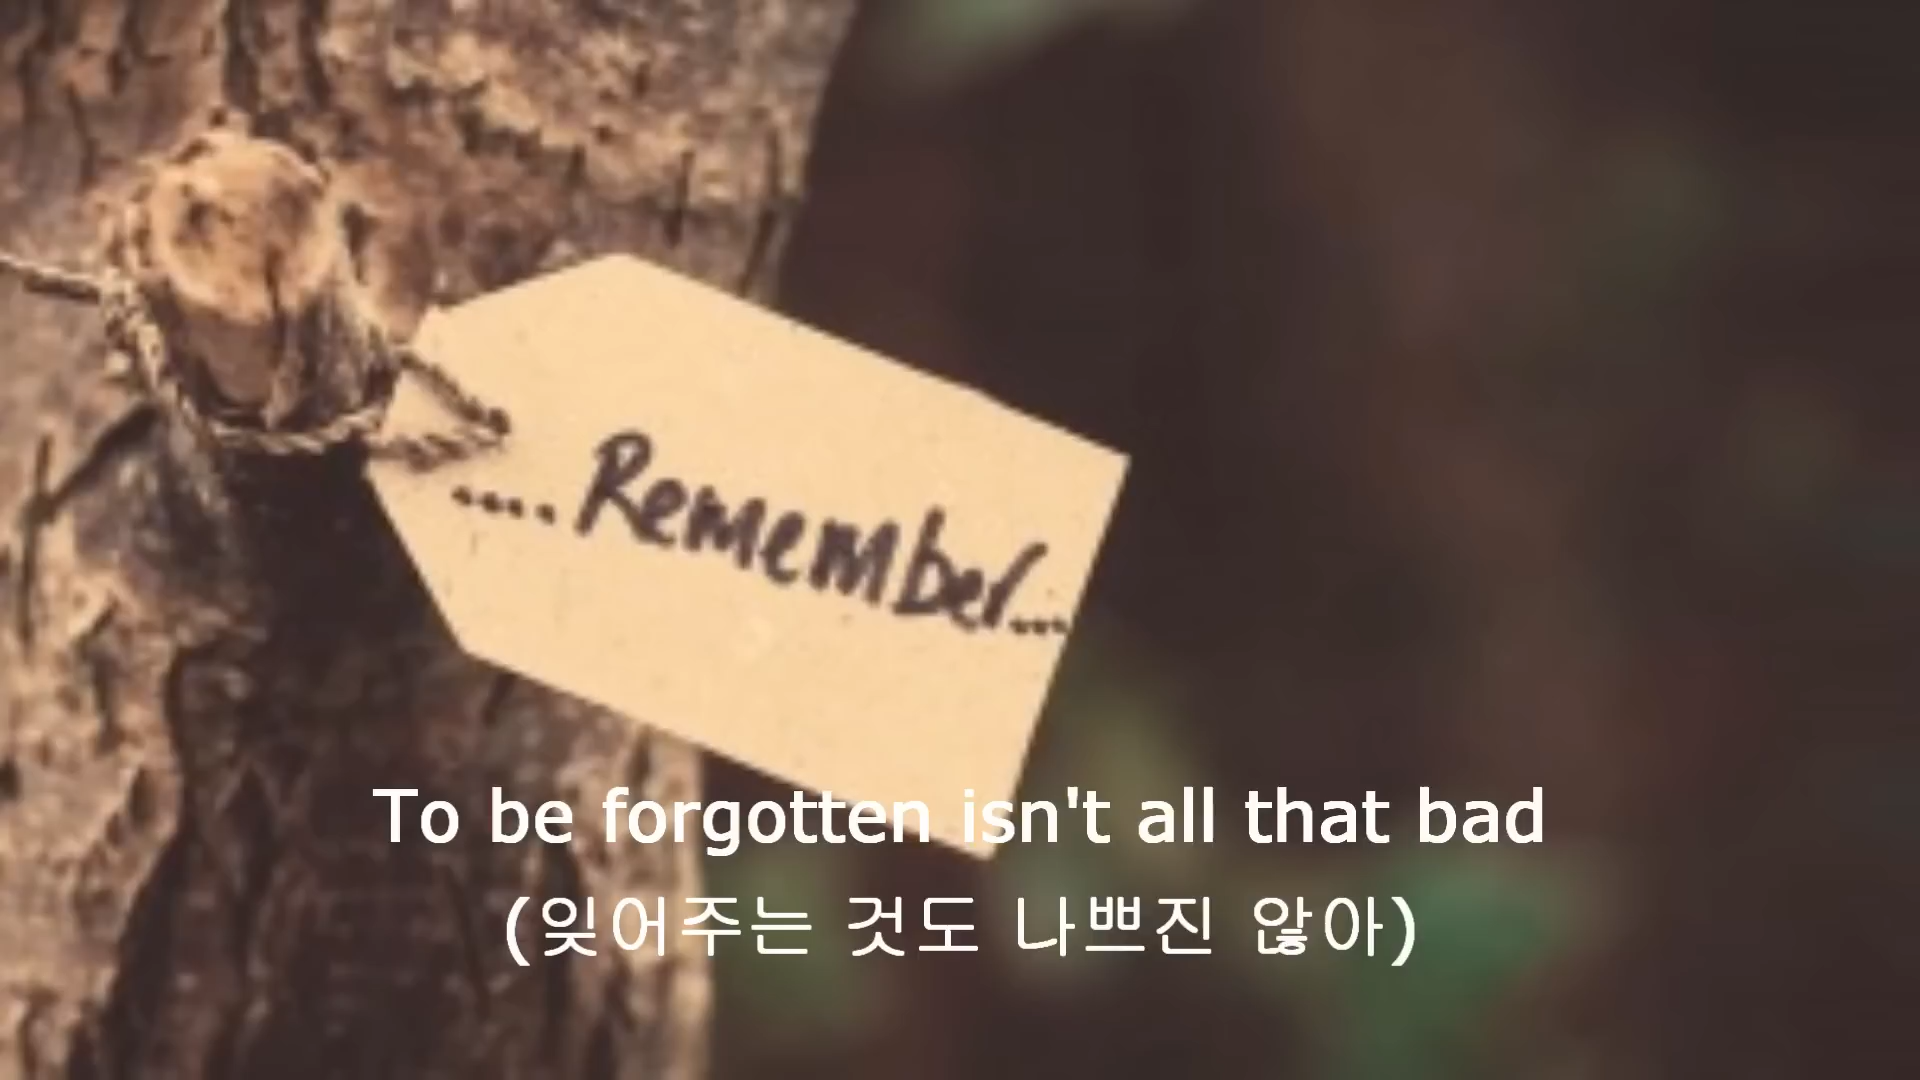 ....Remember...
To be forgotten isn't all that bad
(잊어주는 것도 나쁘진 않아)